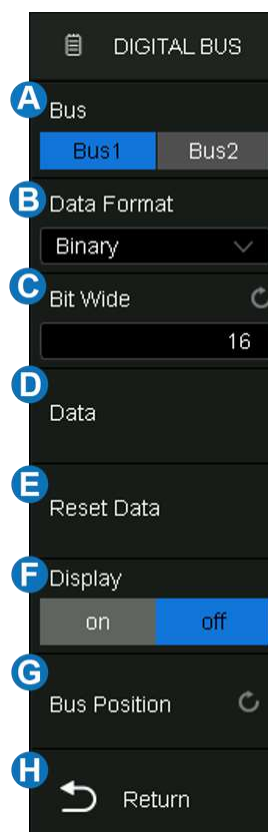 DIGITAL BUS
A
Bus
Bus1 Bus2
B
Data Format
Binary
C
Bit Wide
16
D
Data
E
Reset Data
F
Display
on off
G
Bus Position
H
Return